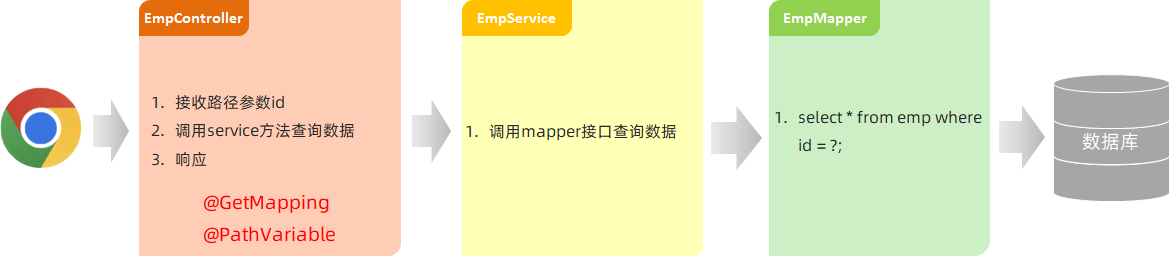 EmpController
1. 接收路径参数id
2. 调用service方法查询数据
3. 响应
@GetMapping
@PathVariable
EmpService
1. 调用mapper接口查询数据
EmpMapper
1. select * from emp where
id = ?;
数据库